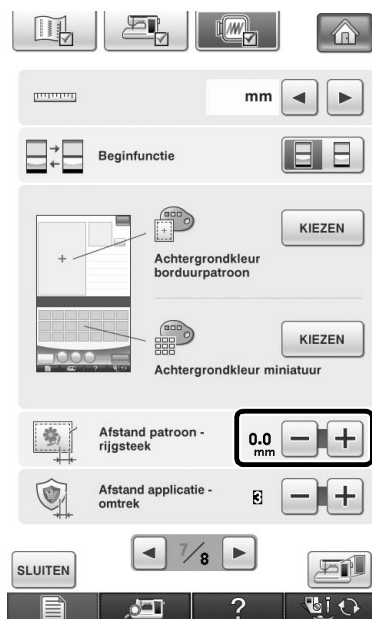 mm
Beginfunctie
Achtergrondkleur
borduurpatroon
KIEZEN
Achtergrondkleur miniatuur
KIEZEN
Afstand patroon -
rijgsteek
0.0
mm
− +
Afstand applicatie -
omtrek
3
− +
SLUITEN
7/8
?